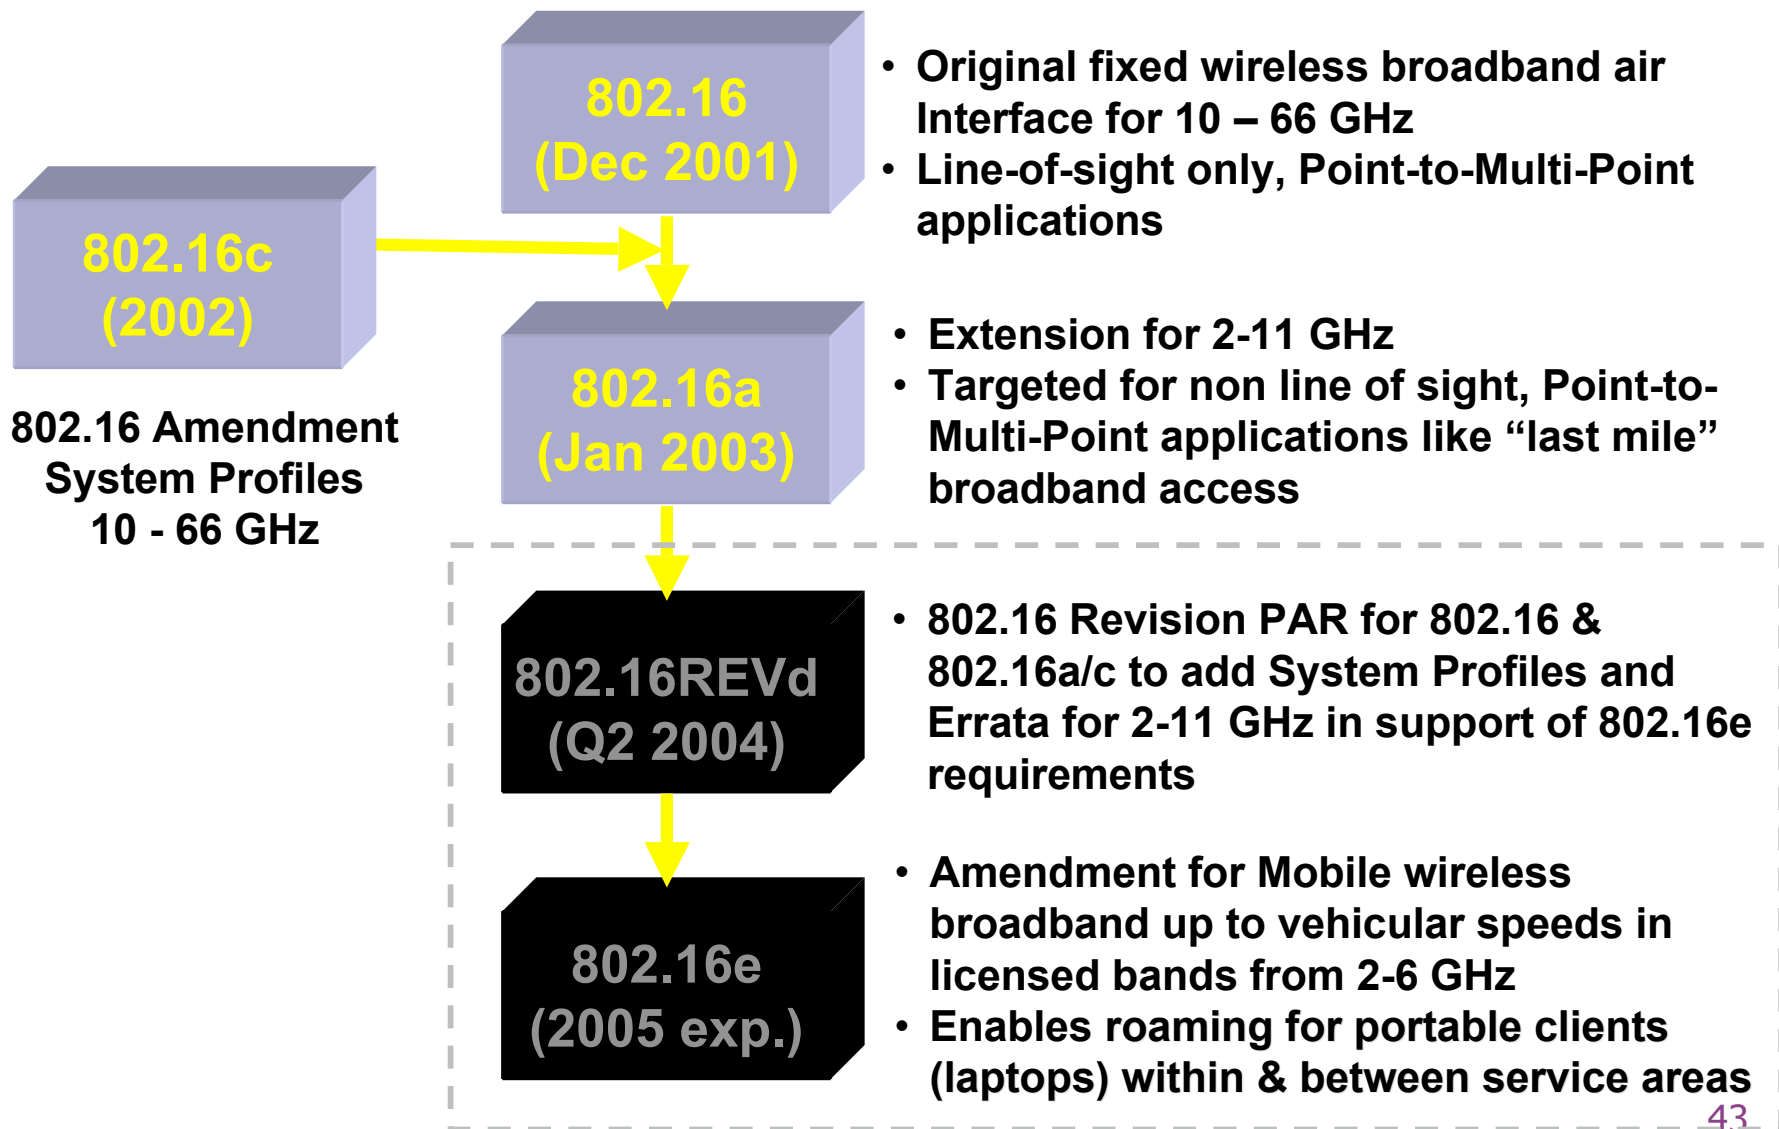 802.16
(Dec 2001)
• Original fixed wireless broadband air
Interface for 10 – 66 GHz
• Line-of-sight only, Point-to-Multi-Point
applications
802.16c
(2002)
802.16 Amendment
System Profiles
10 - 66 GHz
802.16a
(Jan 2003)
• Extension for 2-11 GHz
• Targeted for non line of sight, Point-to-
Multi-Point applications like “last mile”
broadband access
802.16REVd
(Q2 2004)
• 802.16 Revision PAR for 802.16 &
802.16a/c to add System Profiles and
Errata for 2-11 GHz in support of 802.16e
requirements
802.16e
(2005 exp.)
• Amendment for Mobile wireless
broadband up to vehicular speeds in
licensed bands from 2-6 GHz
• Enables roaming for portable clients
(laptops) within & between service areas
43